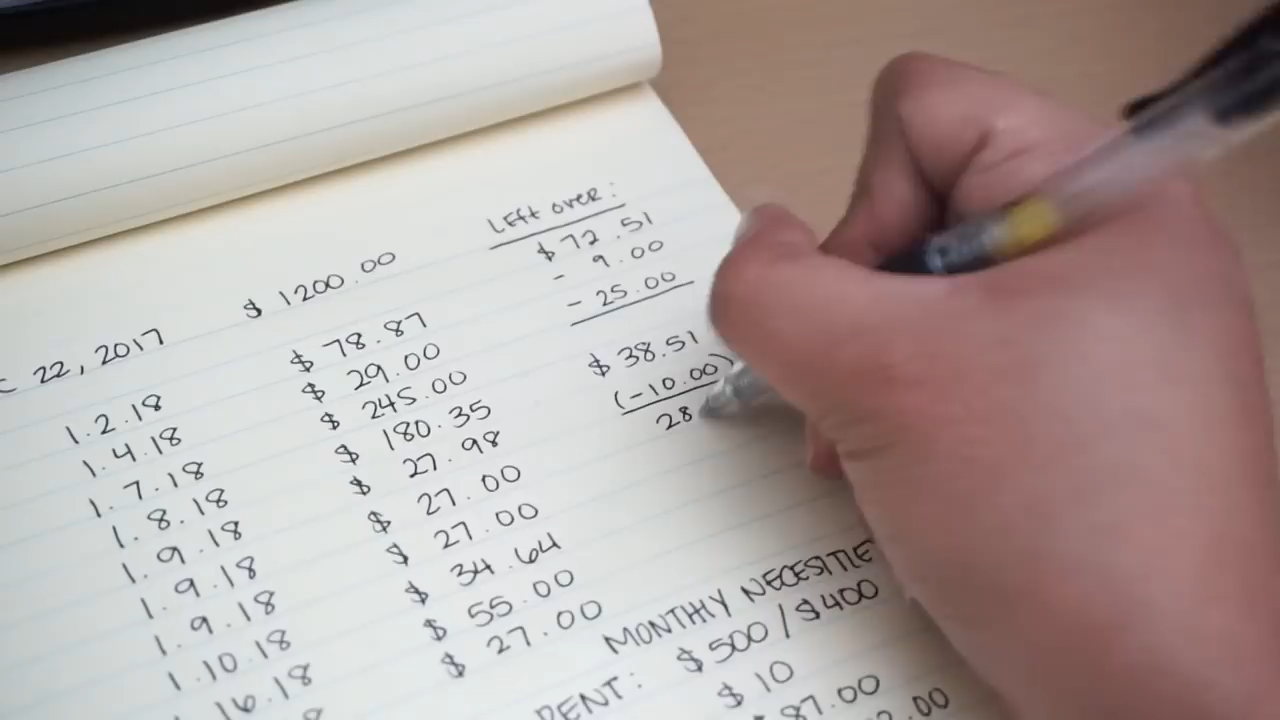 $ 1200.00
22, 2017
1.2.18 $ 78.87
1.4.18 $ 29.00
1.7.18 $ 245.00
1.8.18 $ 180.35
1.9.18 $ 27.98
1.9.18 $ 27.00
1.9.18 $ 27.00
1.10.18 $ 34.64
16.18 $ 55.00
$ 27.00
Left over:
$ 72.51
- 9.00
- 25.00
$ 38.51
(-10.00)
28
MONTHLY NECESITIE
RENT: $500/$400
$ 10
87.00
.00